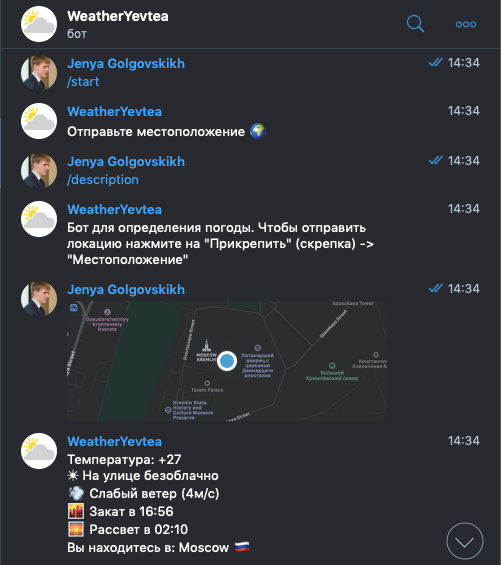 WeatherYevtea
бот
Jenya Golgovskikh 14:34
/start
WeatherYevtea 14:34
Отправьте местоположение
Jenya Golgovskikh 14:34
/description
WeatherYevtea 14:34
Бот для определения погоды. Чтобы отправить
локацию нажмите на "Прикрепить" (скрепка) ->
"Местоположение"
Jenya Golgovskikh 14:34
Spasskaya Tower
Gosudarstvennyy
Kremlevskiy
Dvorets
Dvortsovaya Street
Spasskaya Street
MOSCOW
KREMLIN
Патриарший
дворец с
церковью
Двенадцати
апостолов
Константин
Еленинская б
Большой
Кремлёвский сквер
Terem Palace
Kremlin State
History and
Culture Museum
Preserve
WeatherYevtea 14:34
Температура: +27
На улице безоблачно
Слабый ветер (4м/с)
Закат в 16:56
Рассвет в 02:10
Вы находитесь в: Moscow